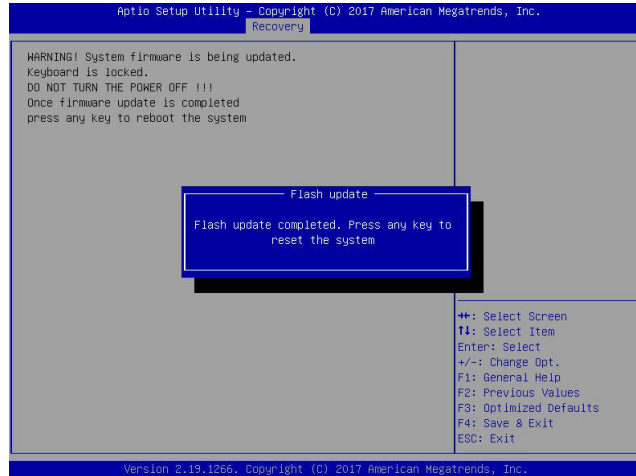 Aptio Setup Utility – Copyright (C) 2017 American Megatrends, Inc.
Recovery
WARNING! System firmware is being updated.
Keyboard is locked.
DO NOT TURN THE POWER OFF !!!
Once firmware update is completed
press any key to reboot the system
Flash update
Flash update completed. Press any key to
reset the system
→←: Select Screen
↑↓: Select Item
Enter: Select
+/-: Change Opt.
F1: General Help
F2: Previous Values
F3: Optimized Defaults
F4: Save & Exit
ESC: Exit
Version 2.19.1266. Copyright (C) 2017 American Megatrends, Inc.